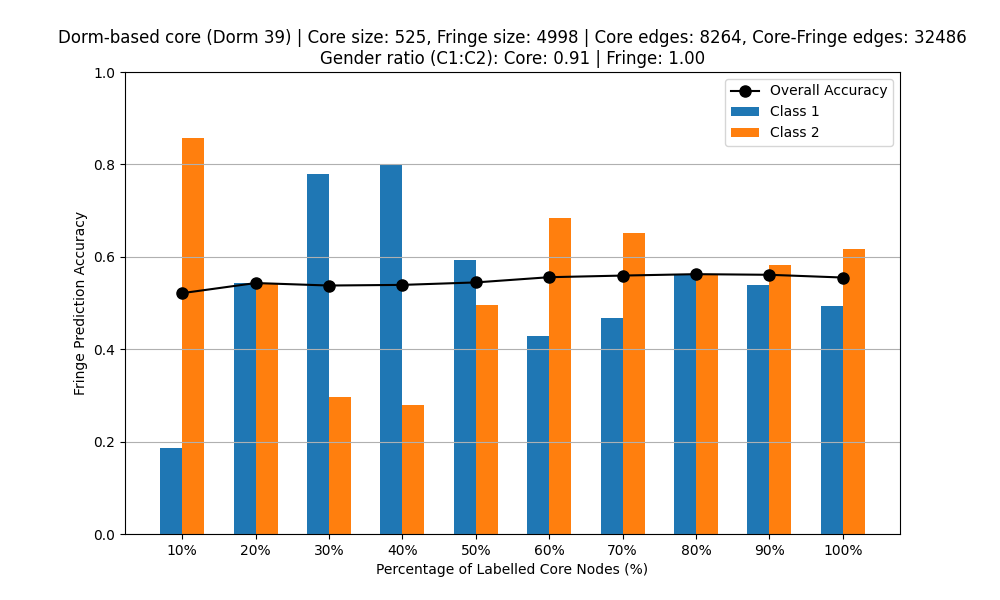 Dorm-based core (Dorm 39) | Core size: 525, Fringe size: 4998 | Core edges: 8264, Core-Fringe edges: 32486
Gender ratio (C1:C2): Core: 0.91 | Fringe: 1.00
1.0
0.8
0.6
0.4
0.2
0.0
Fringe Prediction Accuracy
Overall Accuracy
Class 1
Class 2
10% 20% 30% 40% 50% 60% 70% 80% 90% 100%
Percentage of Labelled Core Nodes (%)